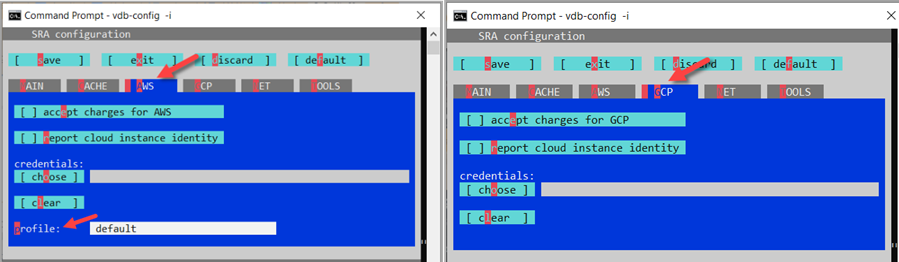 Command Prompt - vdb-config -i
SRA configuration
[ save ] [ exit ] [ discard ] [ default ]
MAIN CACHE AWS GCP NET TOOLS
[ ] accept charges for AWS
[ ] report cloud instance identity
credentials:
[ choose ]
[ clear ]
profile: default
Command Prompt - vdb-config -i
SRA configuration
[ save ] [ exit ] [ discard ] [ default ]
MAIN CACHE AWS GCP NET TOOLS
[ ] accept charges for GCP
[ ] report cloud instance identity
credentials:
[ choose ]
[ clear ]